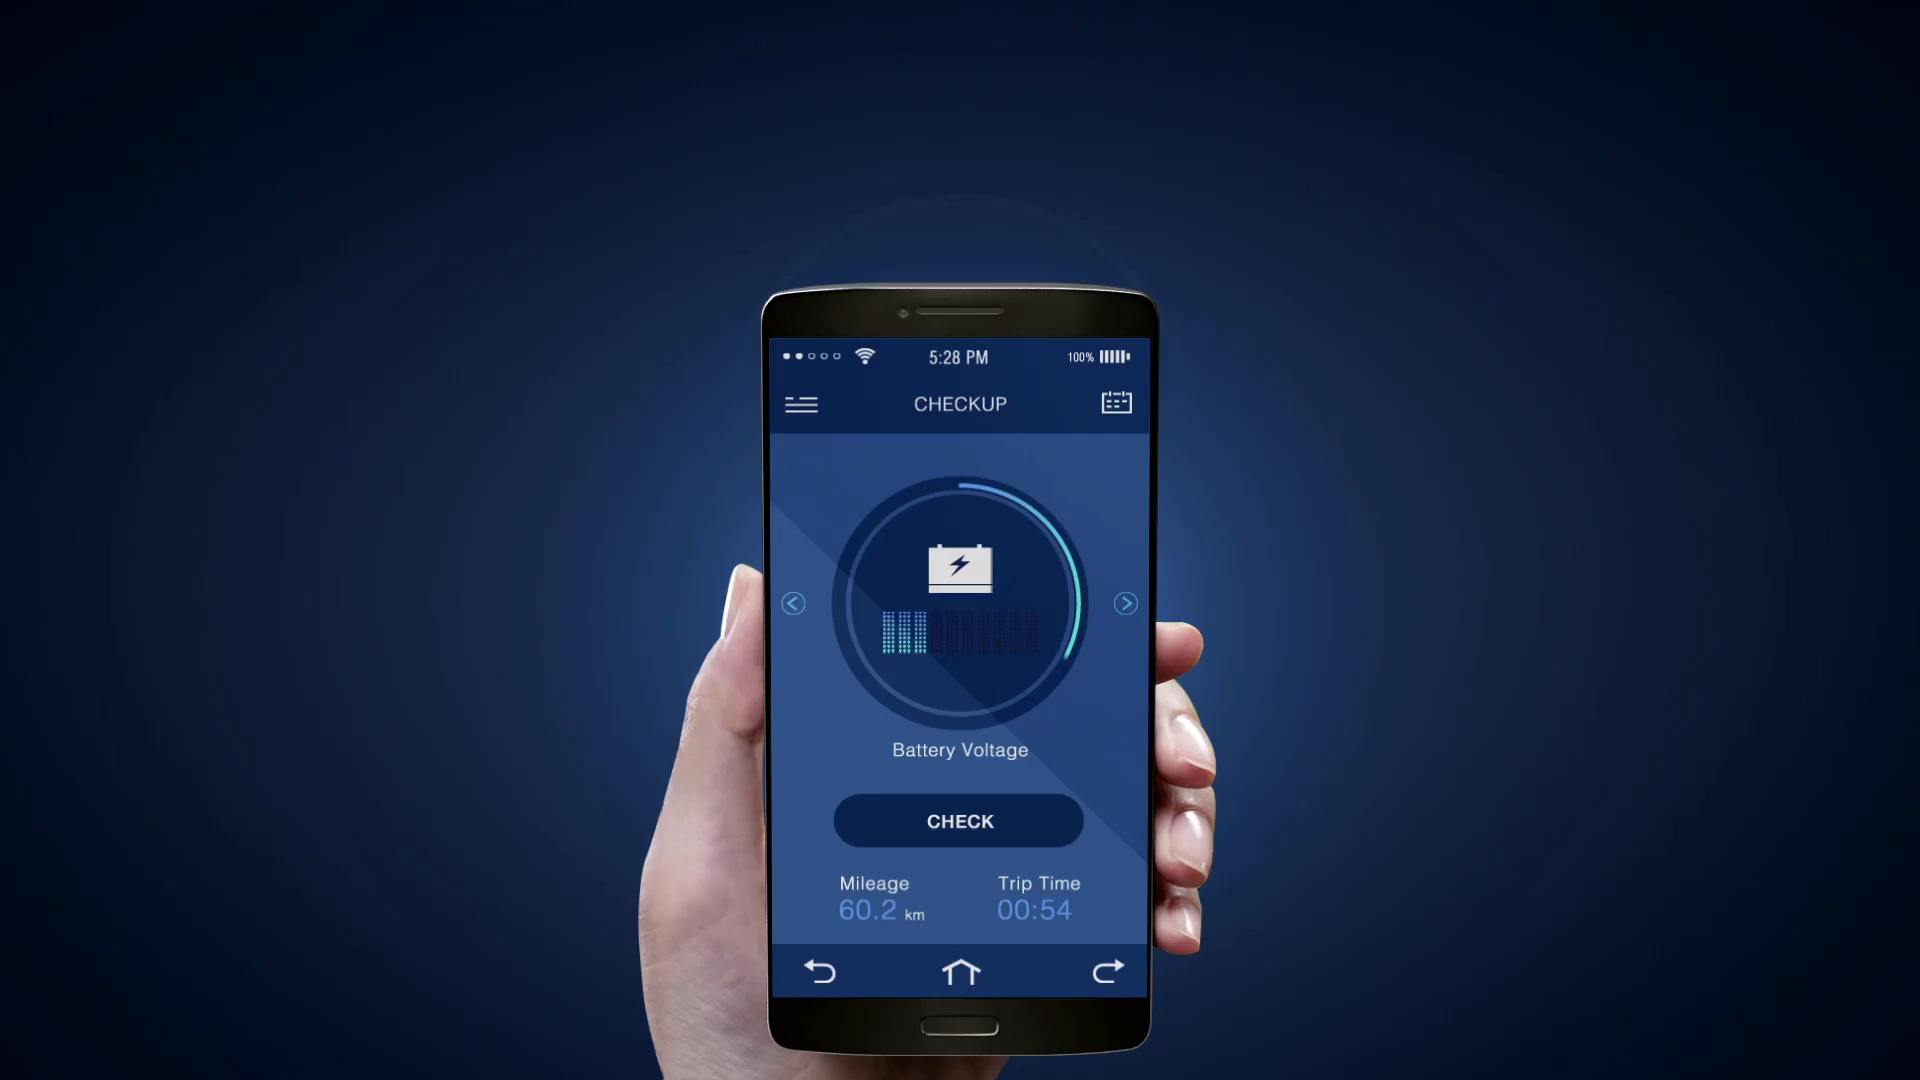 5:28 PM
100%
CHECKUP
Battery Voltage
CHECK
Mileage
Trip Time
60.2 km
00:54